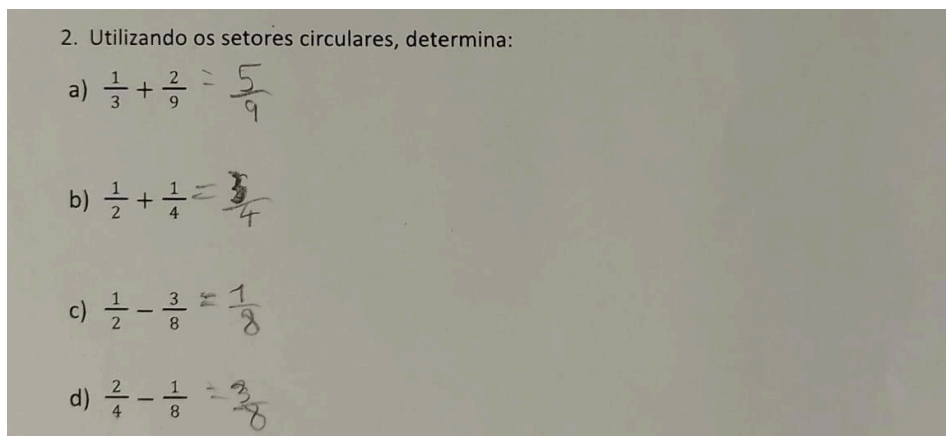 2. Utilizando os setores circulares, determina:
a) 1/3 + 2/9 = 5/9
b) 1/2 + 1/4 = 3/4
c) 1/2 − 3/8 = 1/8
d) 2/4 − 1/8 = 3/8